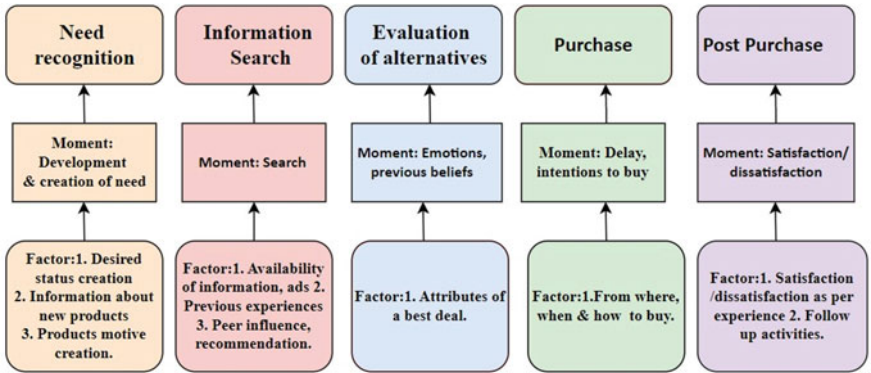 Need
recognition
Information
Search
Evaluation
of alternatives
Purchase
Post Purchase
Moment:
Development
& creation of need
Moment: Search
Moment: Emotions,
previous beliefs
Moment: Delay,
intentions to buy
Moment: Satisfaction/
dissatisfaction
Factor:1. Desired
status creation
2. Information about
new products
3. Products motive
creation.
Factor:1. Availability
of information, ads 2.
Previous experiences
3. Peer influence,
recommendation.
Factor:1. Attributes of
a best deal.
Factor:1.From where,
when & how to buy.
Factor:1. Satisfaction
/dissatisfaction as per
experience 2. Follow
up activities.